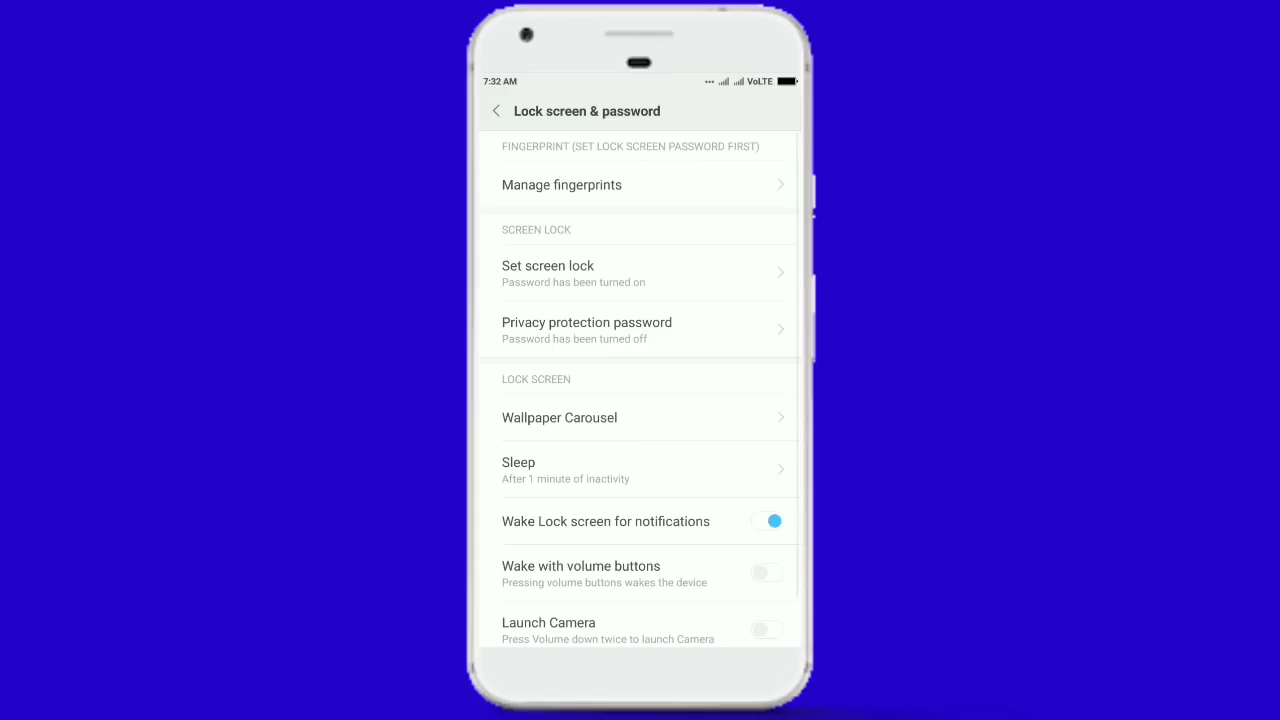 7:32 AM
VoLTE
Lock screen & password
FINGERPRINT (SET LOCK SCREEN PASSWORD FIRST)
Manage fingerprints
SCREEN LOCK
Set screen lock
Password has been turned on
Privacy protection password
Password has been turned off
LOCK SCREEN
Wallpaper Carousel
Sleep
After 1 minute of inactivity
Wake Lock screen for notifications
Wake with volume buttons
Pressing volume buttons wakes the device
Launch Camera
Press Volume down twice to launch Camera